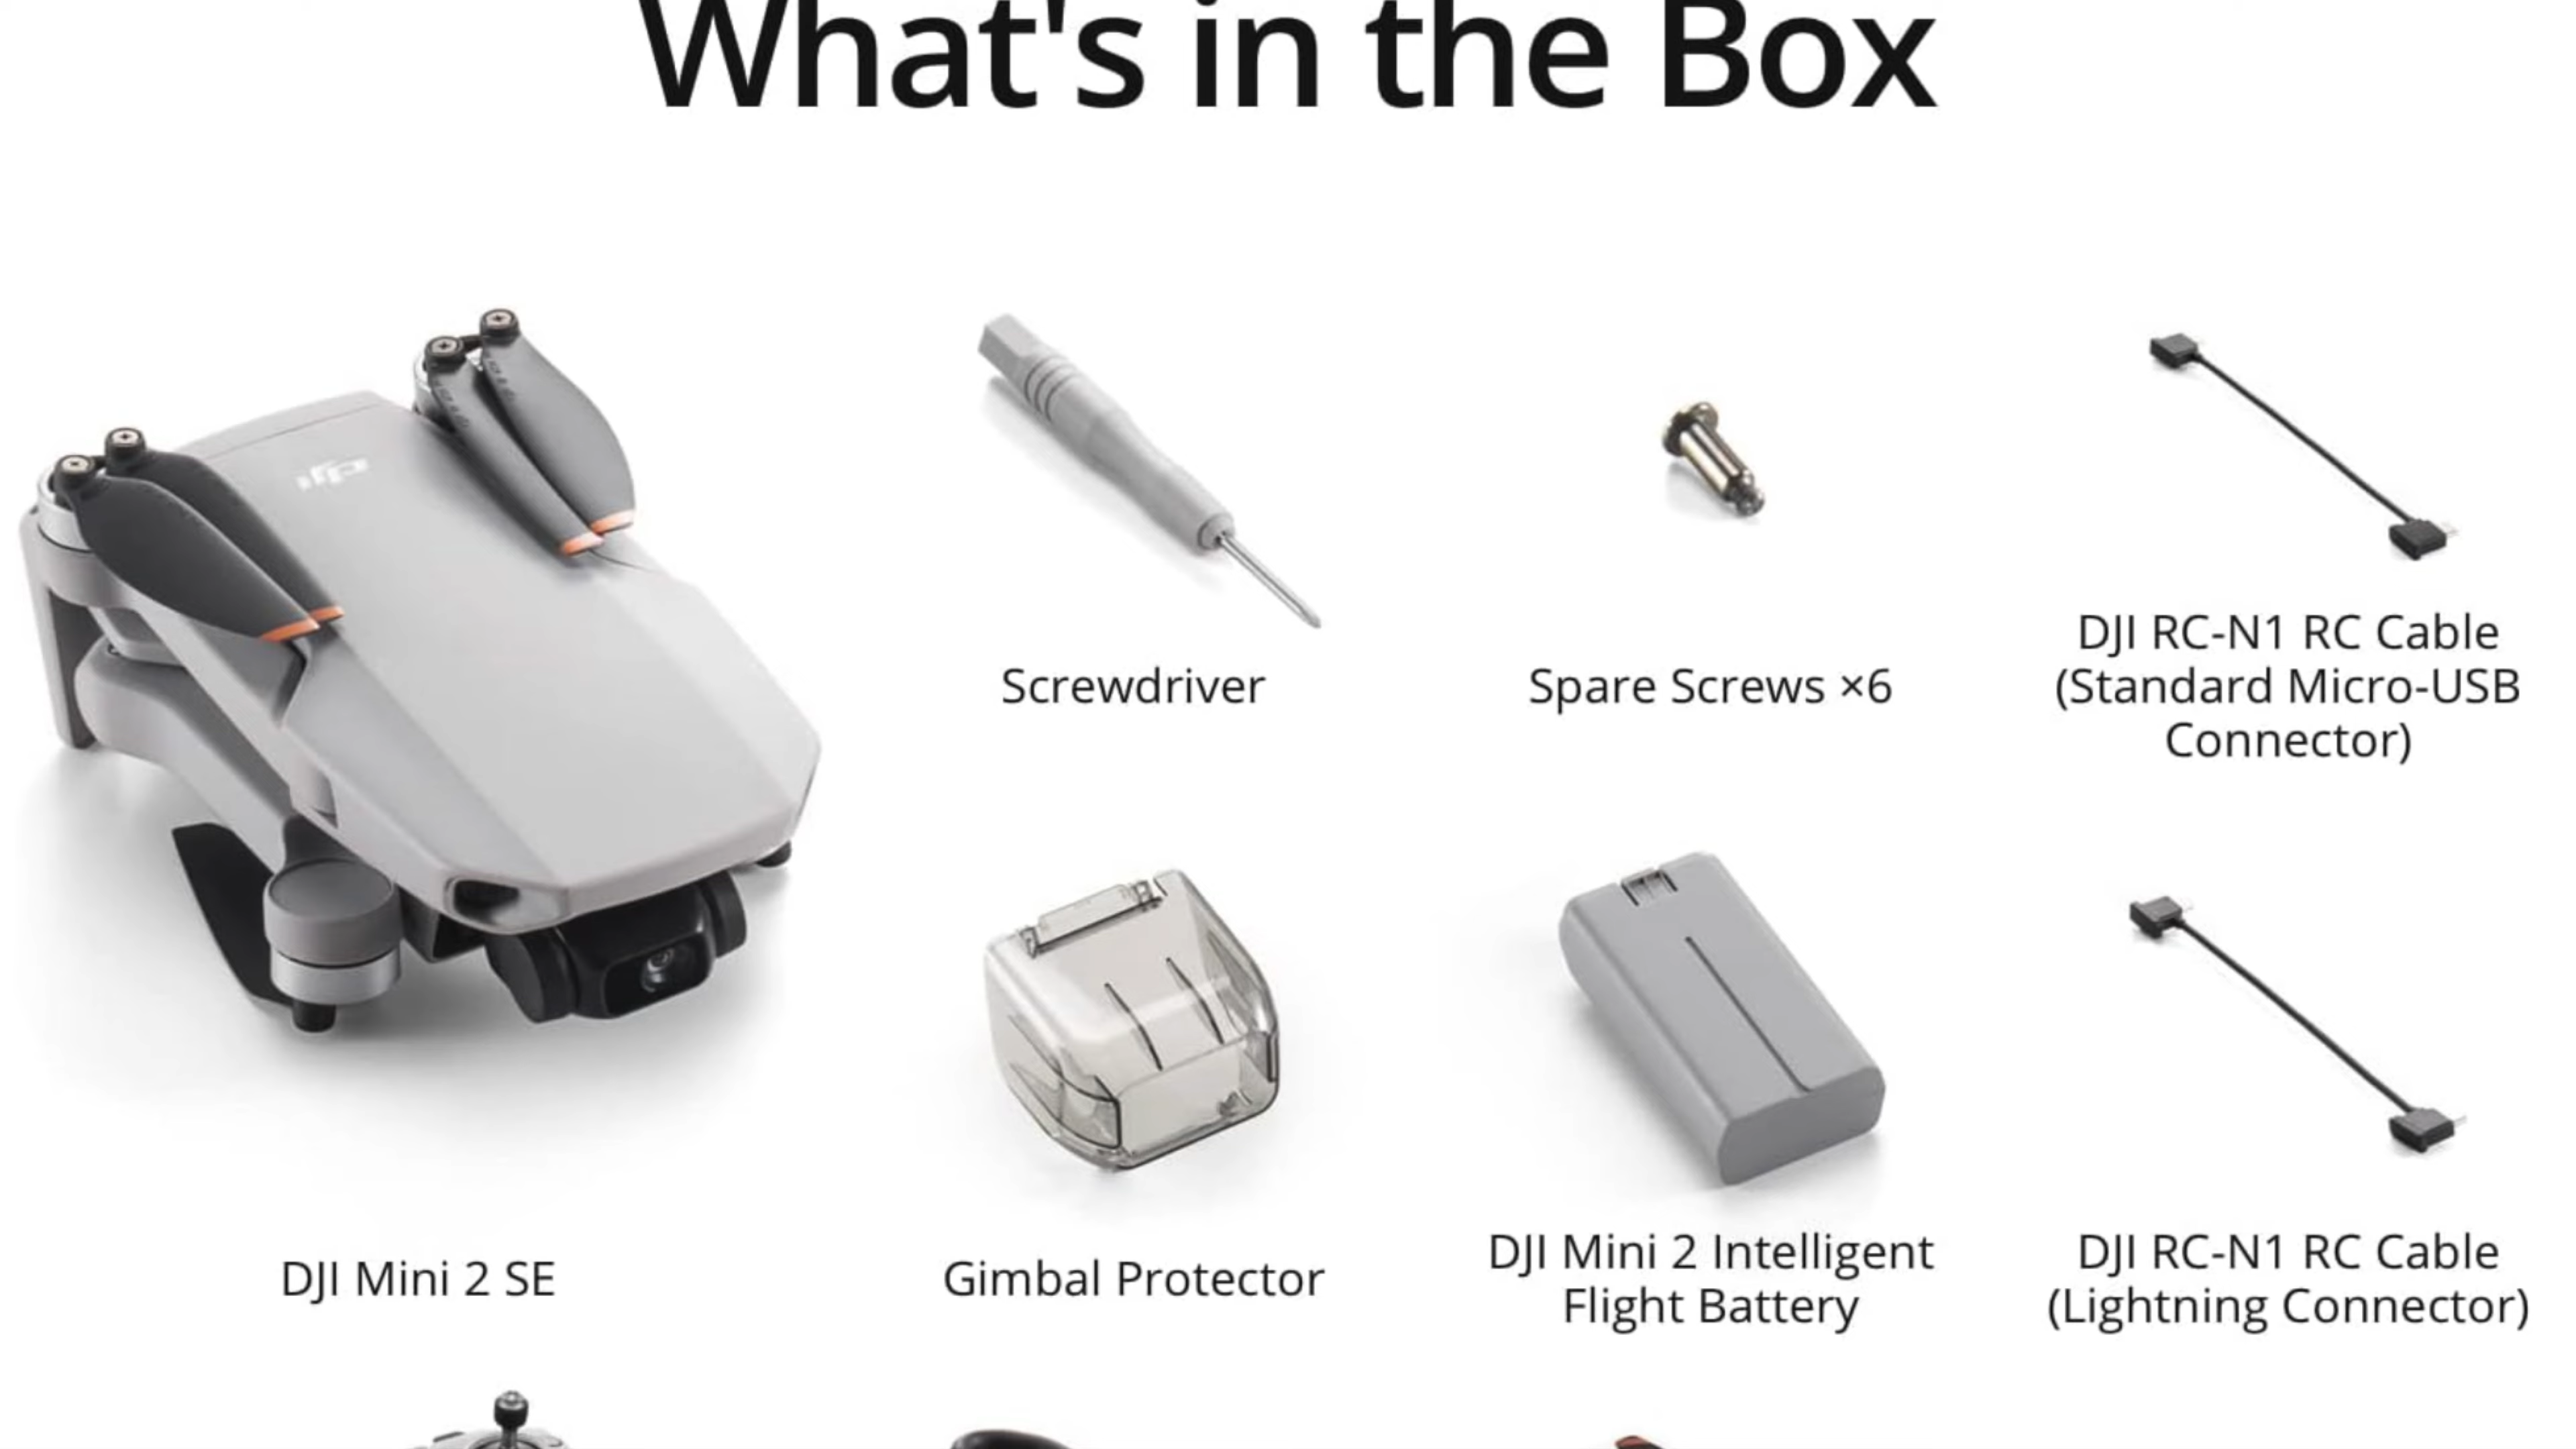 What's in the Box
dji
Screwdriver
Spare Screws ×6
DJI RC-N1 RC Cable
(Standard Micro-USB
Connector)
DJI Mini 2 SE
Gimbal Protector
DJI Mini 2 Intelligent
Flight Battery
DJI RC-N1 RC Cable
(Lightning Connector)